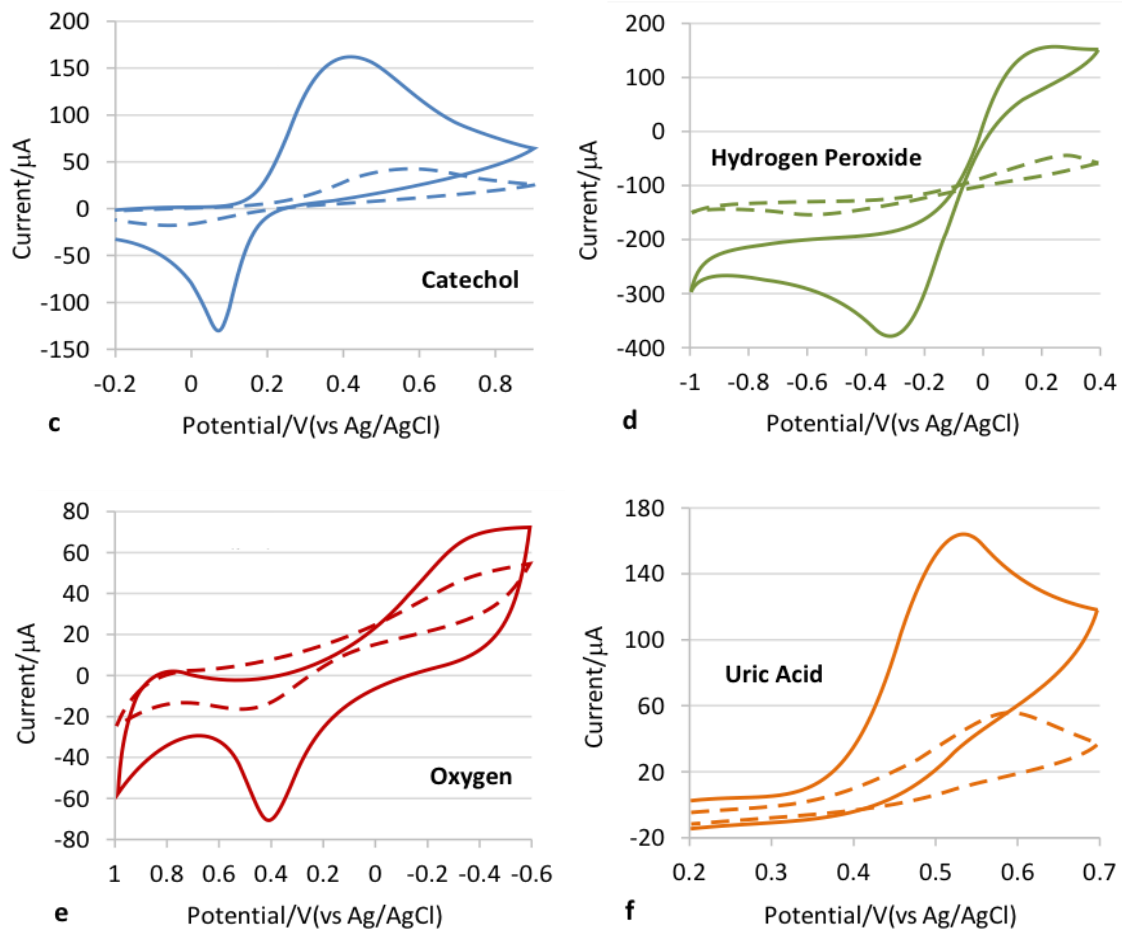 200
150
100
50
0
-50
-100
-150
Current/µA
Catechol
-0.2 0 0.2 0.4 0.6 0.8
Potential/V(vs Ag/AgCl)
c
200
100
0
-100
-200
-300
-400
Current/µA
Hydrogen Peroxide
-1 -0.8 -0.6 -0.4 -0.2 0 0.2 0.4
Potential/V(vs Ag/AgCl)
d
80
60
40
20
0
-20
-40
-60
-80
Current/µA
Oxygen
1 0.8 0.6 0.4 0.2 0 -0.2 -0.4 -0.6
Potential/V(vs Ag/AgCl)
e
180
140
100
60
20
-20
Current/µA
Uric Acid
0.2 0.3 0.4 0.5 0.6 0.7
Potential/V(vs Ag/AgCl)
f